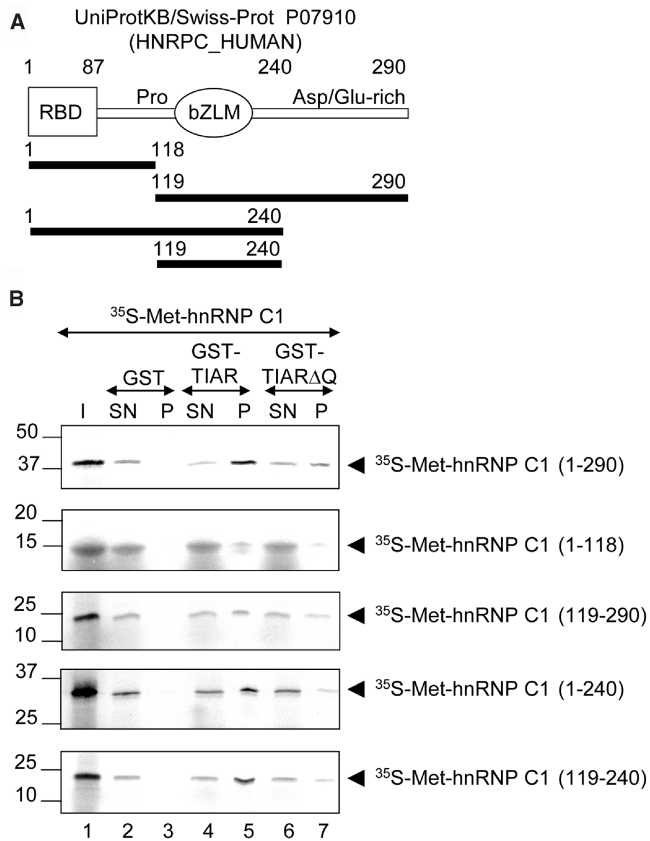 A
UniProtKB/Swiss-Prot P07910
(HNRPC_HUMAN)
1 87 240 290
RBD Pro bZLM Asp/Glu-rich
1 118
119 290
1 240
119 240
B
³⁵S-Met-hnRNP C1
GST GST-TIAR GST-TIARΔQ
I SN P SN P SN P
50
37
³⁵S-Met-hnRNP C1 (1-290)
20
15
³⁵S-Met-hnRNP C1 (1-118)
25
10
³⁵S-Met-hnRNP C1 (119-290)
37
25
³⁵S-Met-hnRNP C1 (1-240)
25
10
³⁵S-Met-hnRNP C1 (119-240)
1 2 3 4 5 6 7